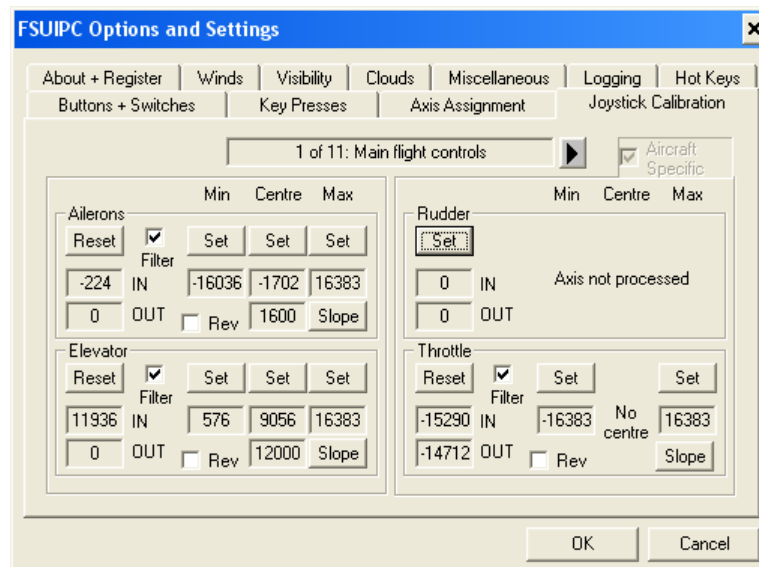 FSUIPC Options and Settings
About + Register Winds Visibility Clouds Miscellaneous Logging Hot Keys
Buttons + Switches Key Presses Axis Assignment Joystick Calibration
1 of 11: Main flight controls
Aircraft
Specific
Min Centre Max
Ailerons
Reset Filter Set Set Set
-224 IN -16036 -1702 16383
0 OUT Rev 1600 Slope
Elevator
Reset Filter Set Set Set
11936 IN 576 9056 16383
0 OUT Rev 12000 Slope
Min Centre Max
Rudder
Set
0 IN Axis not processed
0 OUT
Throttle
Reset Filter Set Set
-15290 IN -16383 No centre 16383
-14712 OUT Rev Slope
OK Cancel